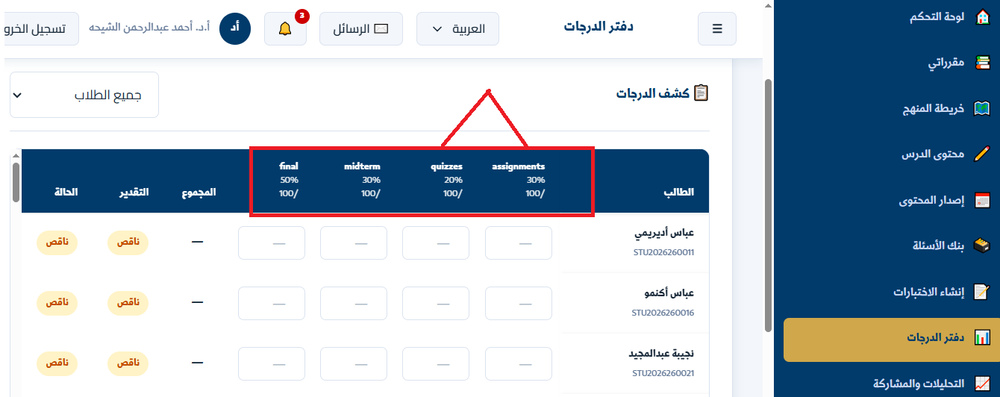 لوحة التحكم
مقرراتي
خريطة المنهج
محتوى الدرس
إصدار المحتوى
بنك الأسئلة
إنشاء الاختبارات
دفتر الدرجات
التحليلات والمشاركة
دفتر الدرجات
العربية
الرسائل
3
أد
أ.د. أحمد عبدالرحمن الشيحه
تسجيل الخرو
كشف الدرجات
جميع الطلاب
الطالب
assignments
30%
100/
quizzes
20%
100/
midterm
30%
100/
final
50%
100/
المجموع
التقدير
الحالة
عباس أديريمي
STU2026260011
—
—
—
—
—
ناقص
ناقص
عباس أكنمو
STU2026260016
—
—
—
—
—
ناقص
ناقص
نجيبة عبدالمجيد
STU2026260021
—
—
—
—
—
ناقص
ناقص